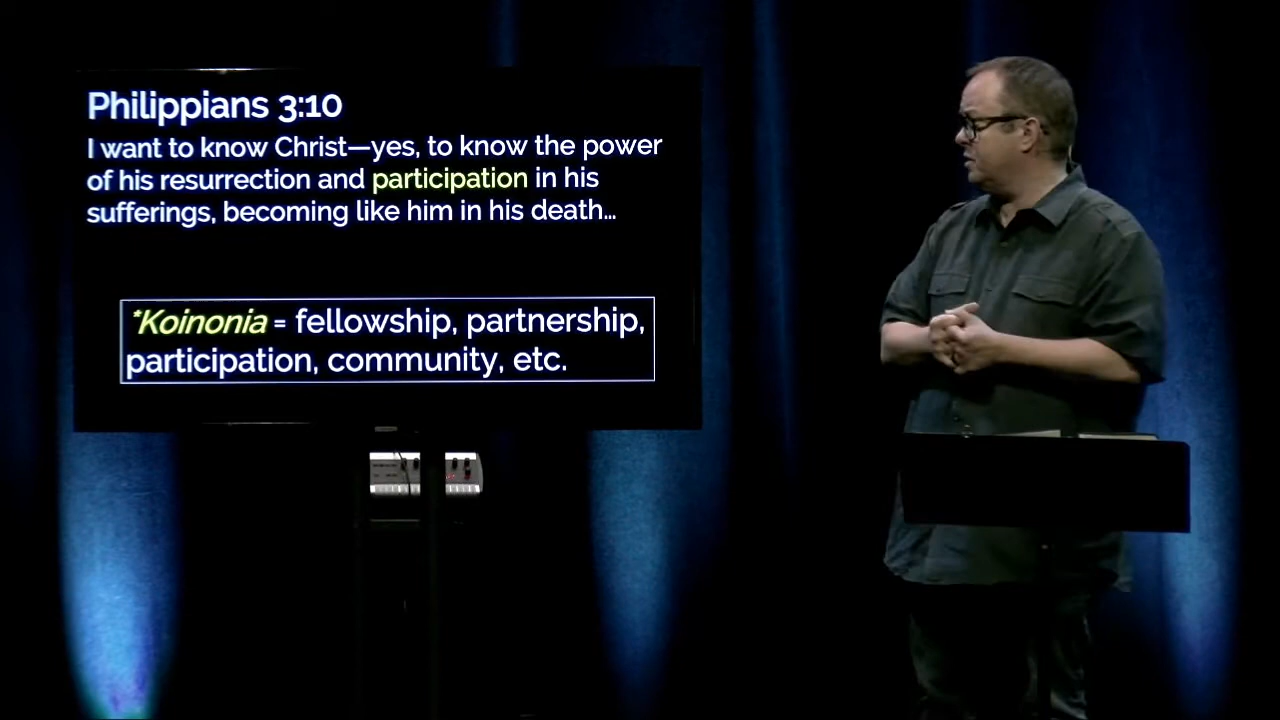 Philippians 3:10
I want to know Christ—yes, to know the power
of his resurrection and participation in his
sufferings, becoming like him in his death...
*Koinonia = fellowship, partnership,
participation, community, etc.